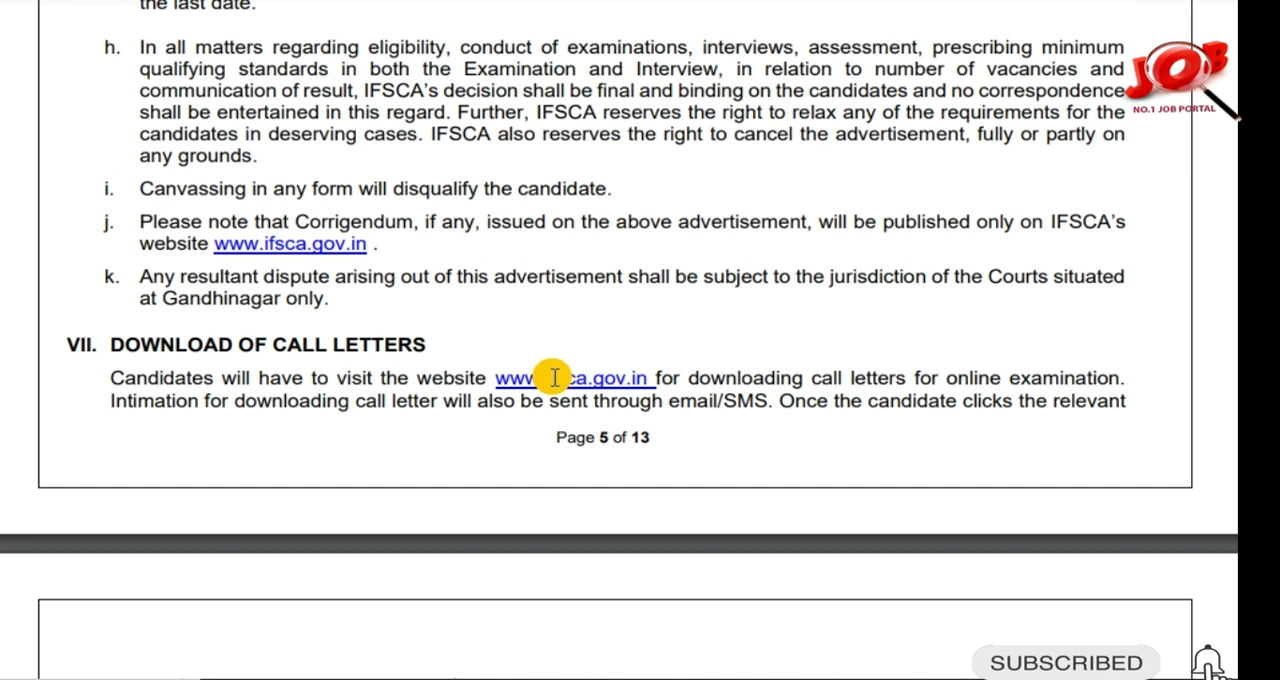 the last date.
h. In all matters regarding eligibility, conduct of examinations, interviews, assessment, prescribing minimum
qualifying standards in both the Examination and Interview, in relation to number of vacancies and
communication of result, IFSCA's decision shall be final and binding on the candidates and no correspondence
shall be entertained in this regard. Further, IFSCA reserves the right to relax any of the requirements for the
candidates in deserving cases. IFSCA also reserves the right to cancel the advertisement, fully or partly on
any grounds.
JOB
NO.1 JOB PORTAL
i. Canvassing in any form will disqualify the candidate.
j. Please note that Corrigendum, if any, issued on the above advertisement, will be published only on IFSCA's
website www.ifsca.gov.in .
k. Any resultant dispute arising out of this advertisement shall be subject to the jurisdiction of the Courts situated
at Gandhinagar only.
VII. DOWNLOAD OF CALL LETTERS
Candidates will have to visit the website for downloading call letters for online examination.
Intimation for downloading call letter will also be sent through email/SMS. Once the candidate clicks the relevant
Page 5 of 13
SUBSCRIBED